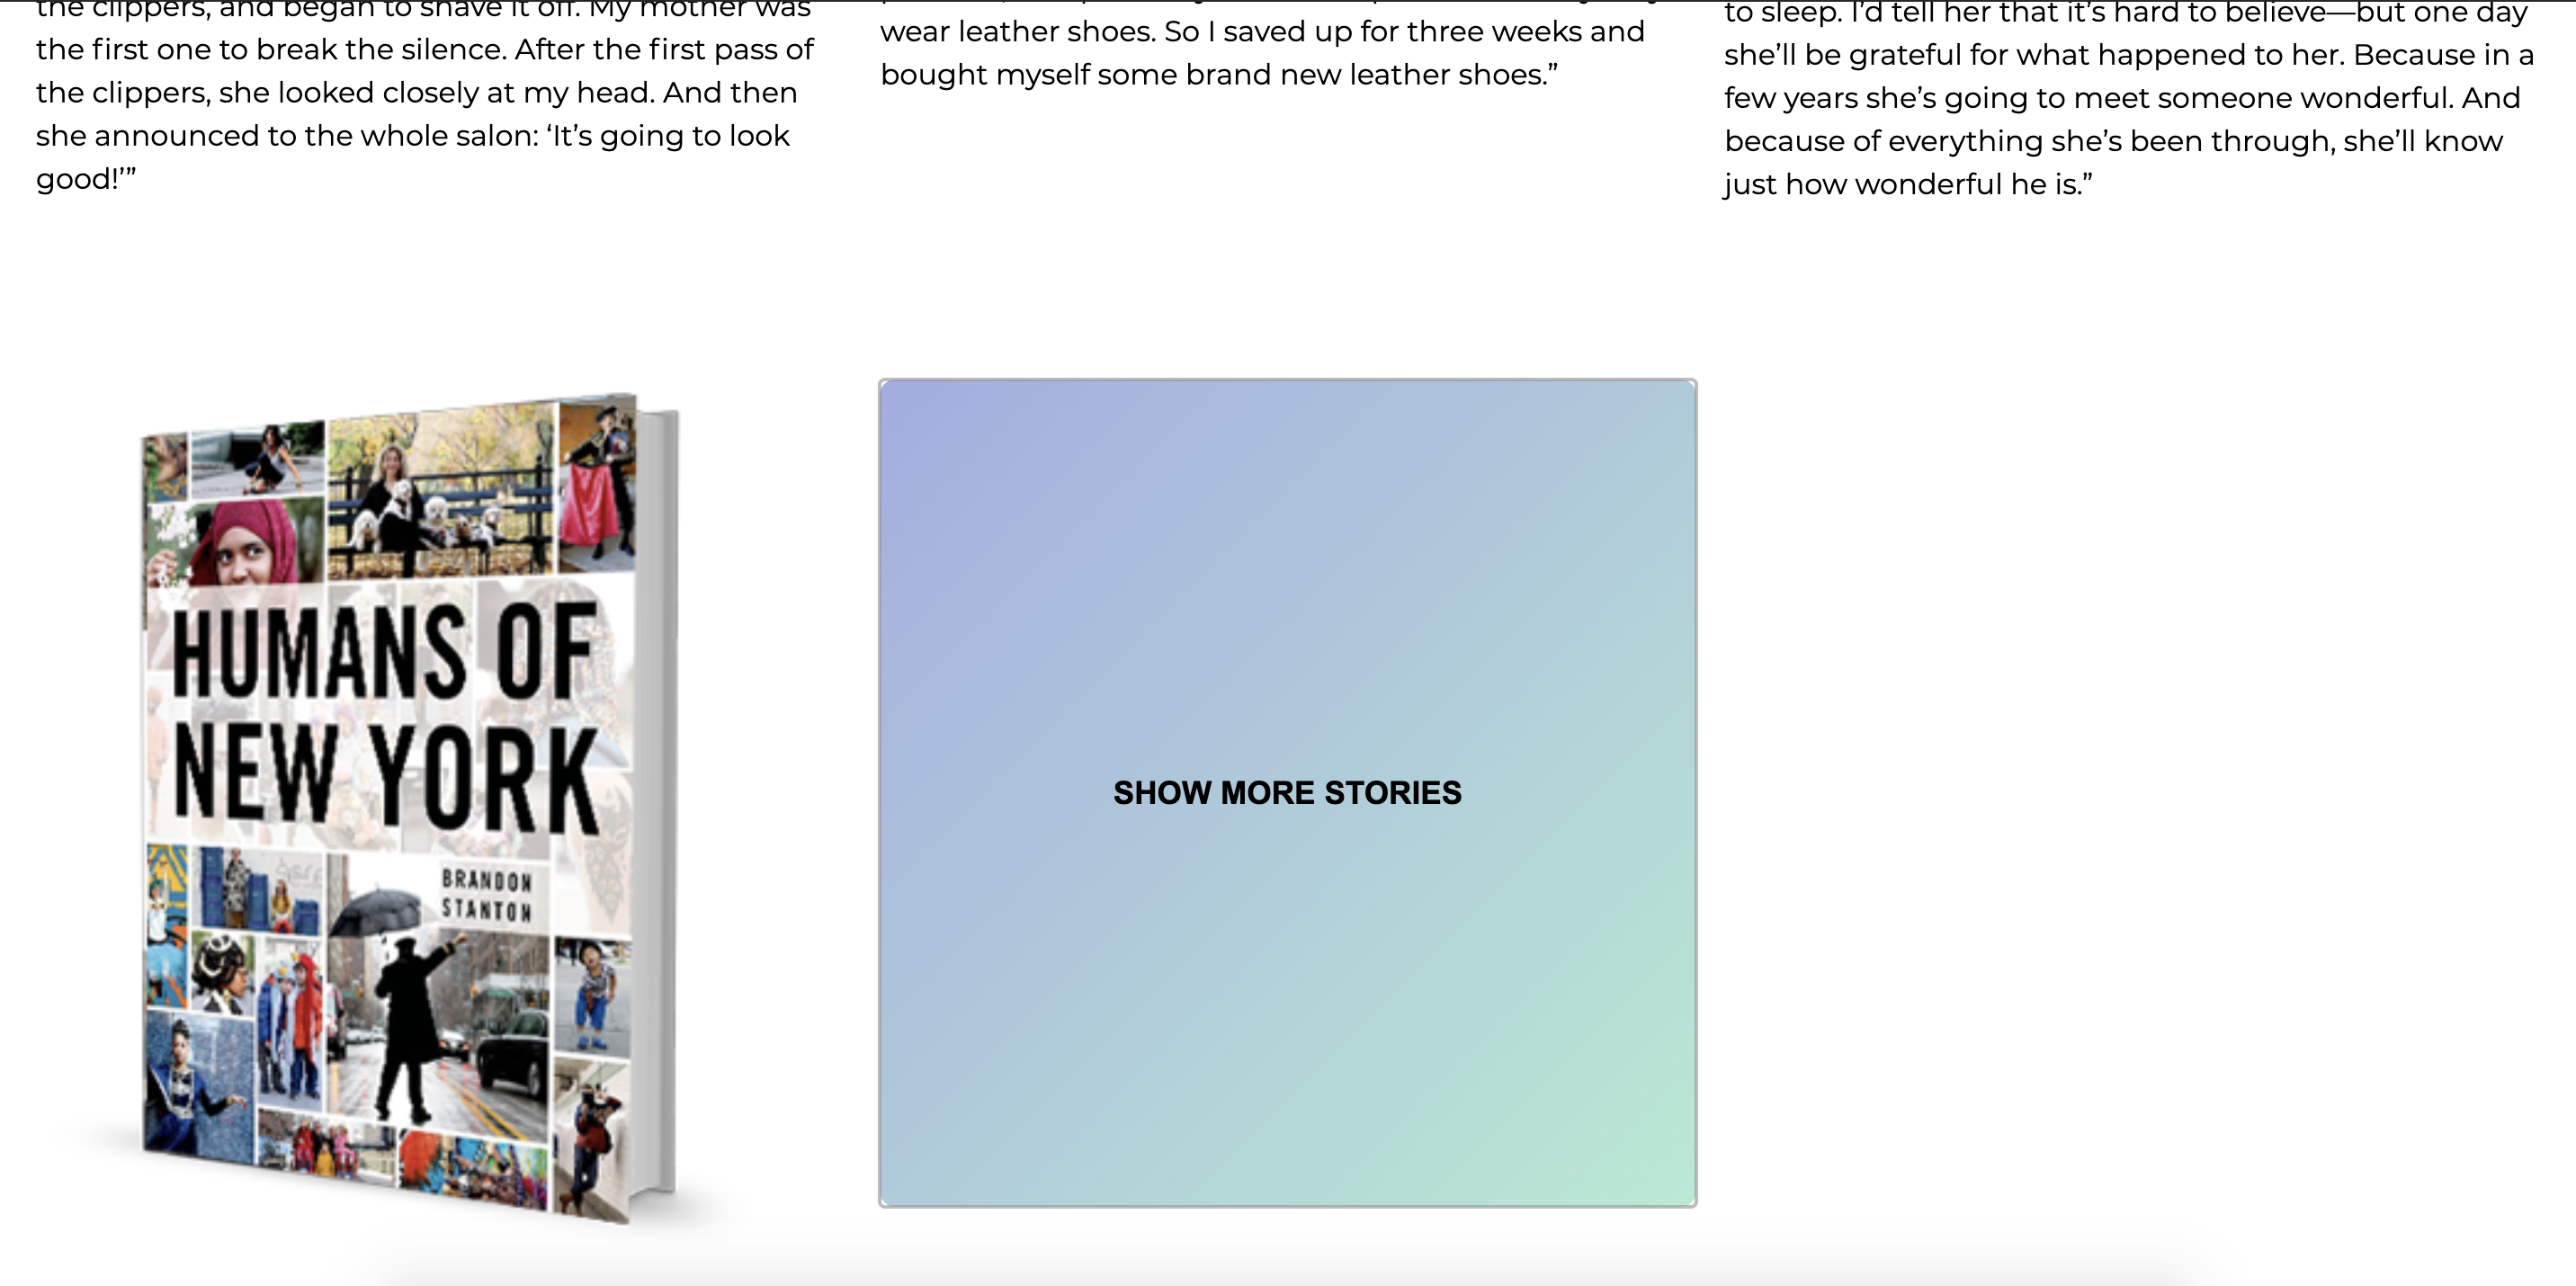 the clippers, and began to shave it off. My mother was
the first one to break the silence. After the first pass of
the clippers, she looked closely at my head. And then
she announced to the whole salon: ‘It’s going to look
good!’”
wear leather shoes. So I saved up for three weeks and
bought myself some brand new leather shoes.”
to sleep. I’d tell her that it’s hard to believe—but one day
she’ll be grateful for what happened to her. Because in a
few years she’s going to meet someone wonderful. And
because of everything she’s been through, she’ll know
just how wonderful he is.”
HUMANS OF
NEW YORK
BRANDON
STANTON
SHOW MORE STORIES